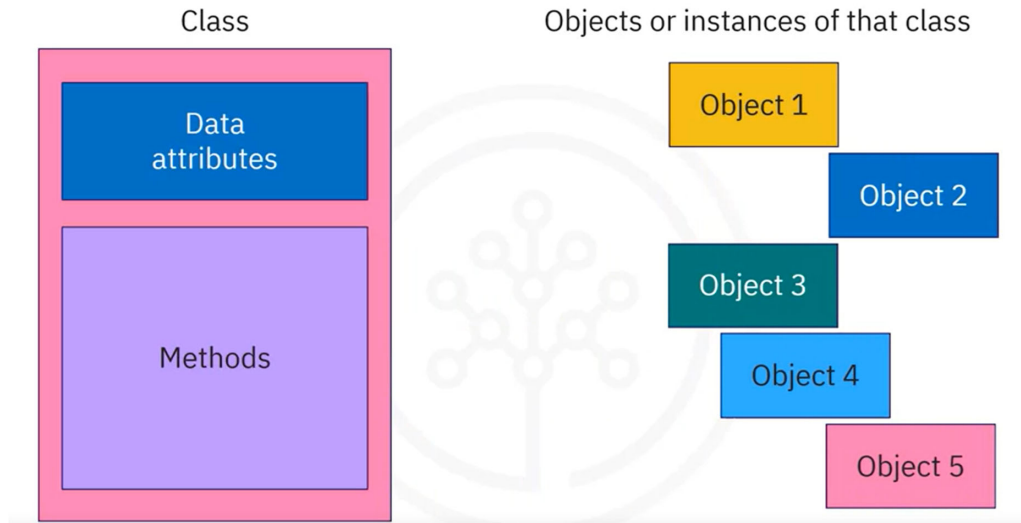 Class
Data
attributes
Methods
Objects or instances of that class
Object 1
Object 2
Object 3
Object 4
Object 5